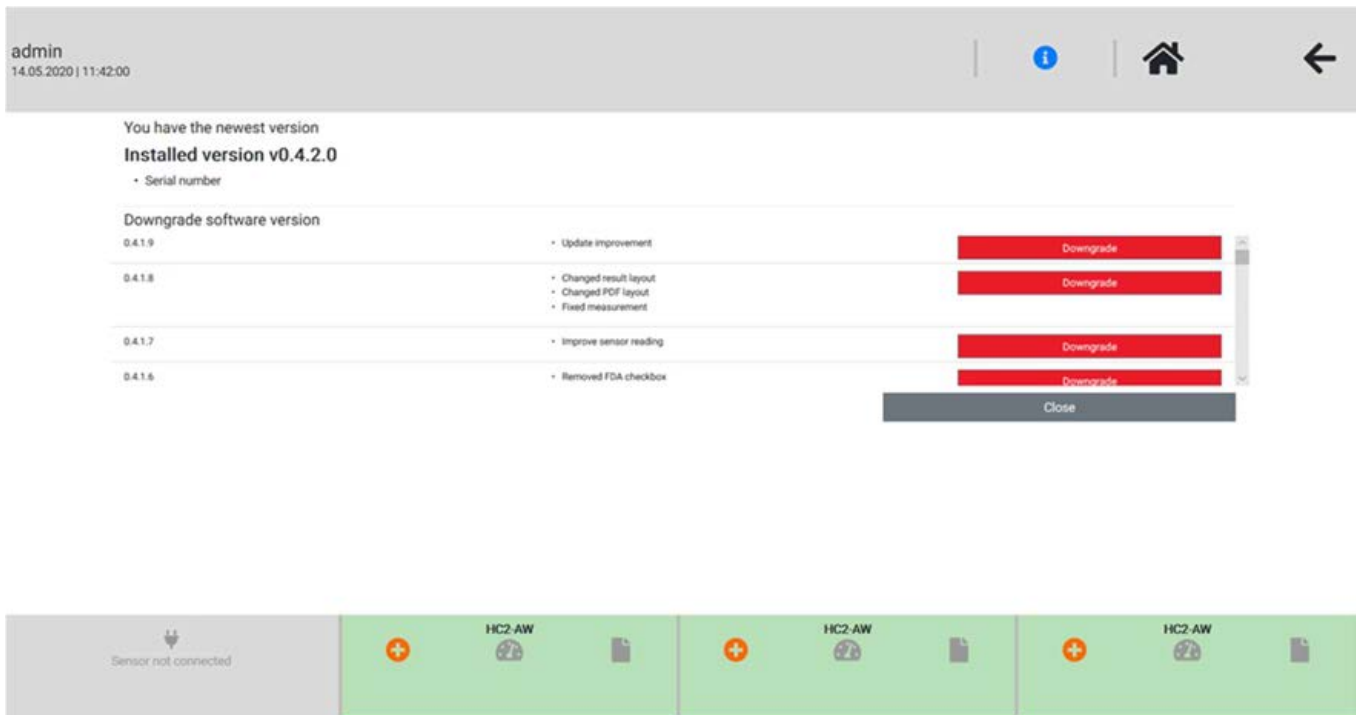 admin
14.05.2020 | 11:42:00
You have the newest version
Installed version v0.4.2.0
• Serial number
Downgrade software version
0.4.1.9 • Update improvement Downgrade
0.4.1.8 • Changed result layout Downgrade
• Changed PDF layout
• Fixed measurement
0.4.1.7 • Improve sensor reading Downgrade
0.4.1.6 • Removed FDA checkbox Downgrade
Close
Sensor not connected
HC2-AW
HC2-AW
HC2-AW